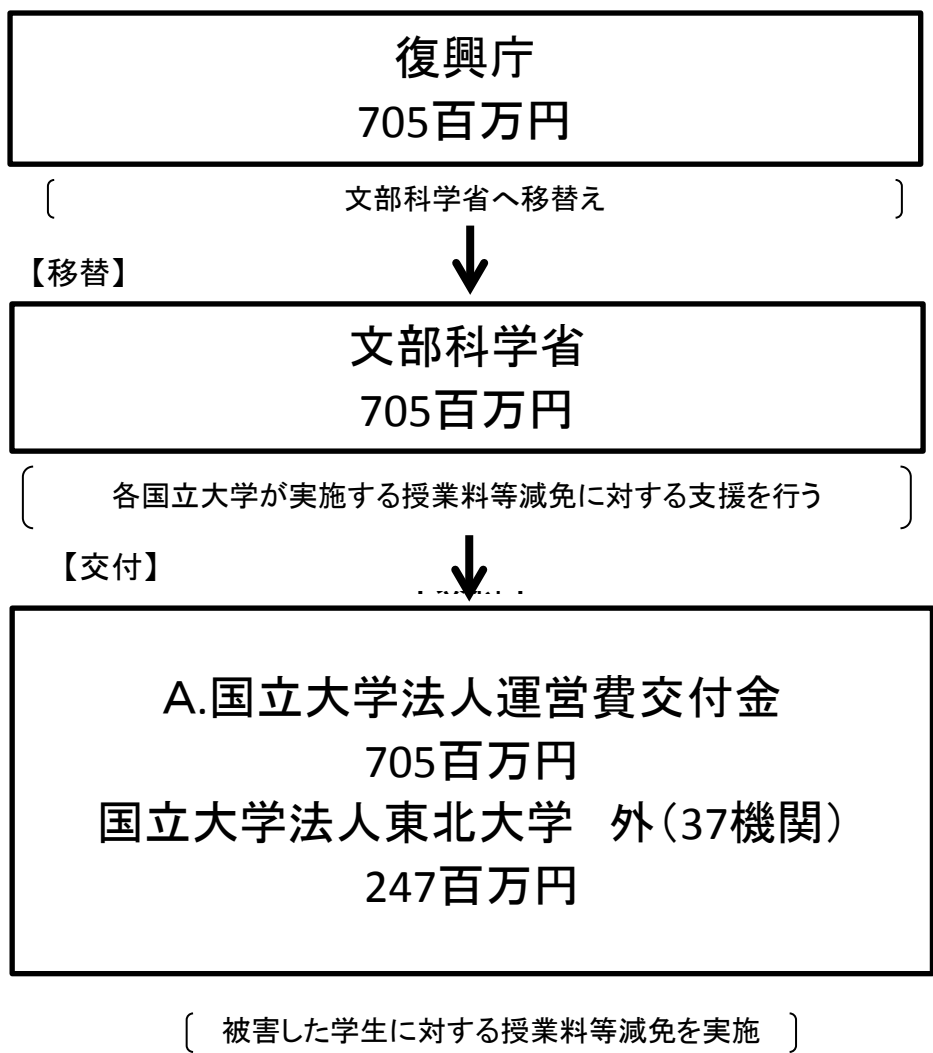 復興庁
705百万円
文部科学省へ移替え
【移替】
文部科学省
705百万円
各国立大学が実施する授業料等減免に対する支援を行う
【交付】
A.国立大学法人運営費交付金
705百万円
国立大学法人東北大学　外（37機関）
247百万円
被害した学生に対する授業料等減免を実施